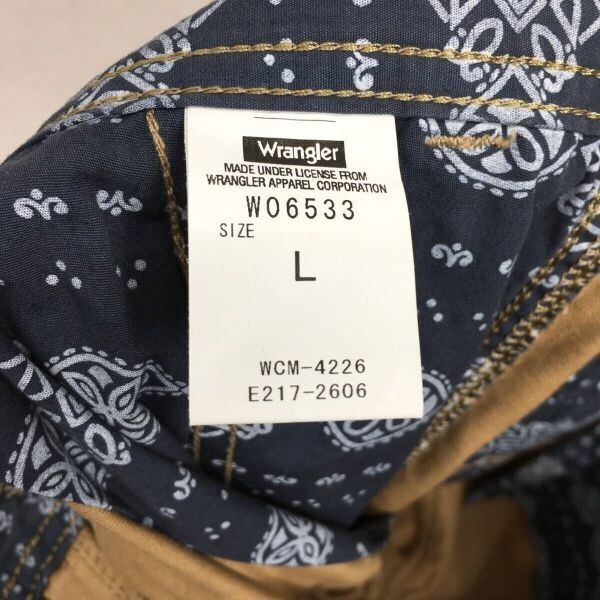 Wrangler
MADE UNDER LICENSE FROM
WRANGLER APPAREL CORPORATION
W06533
SIZE
L
WCM-4226
E217-2606